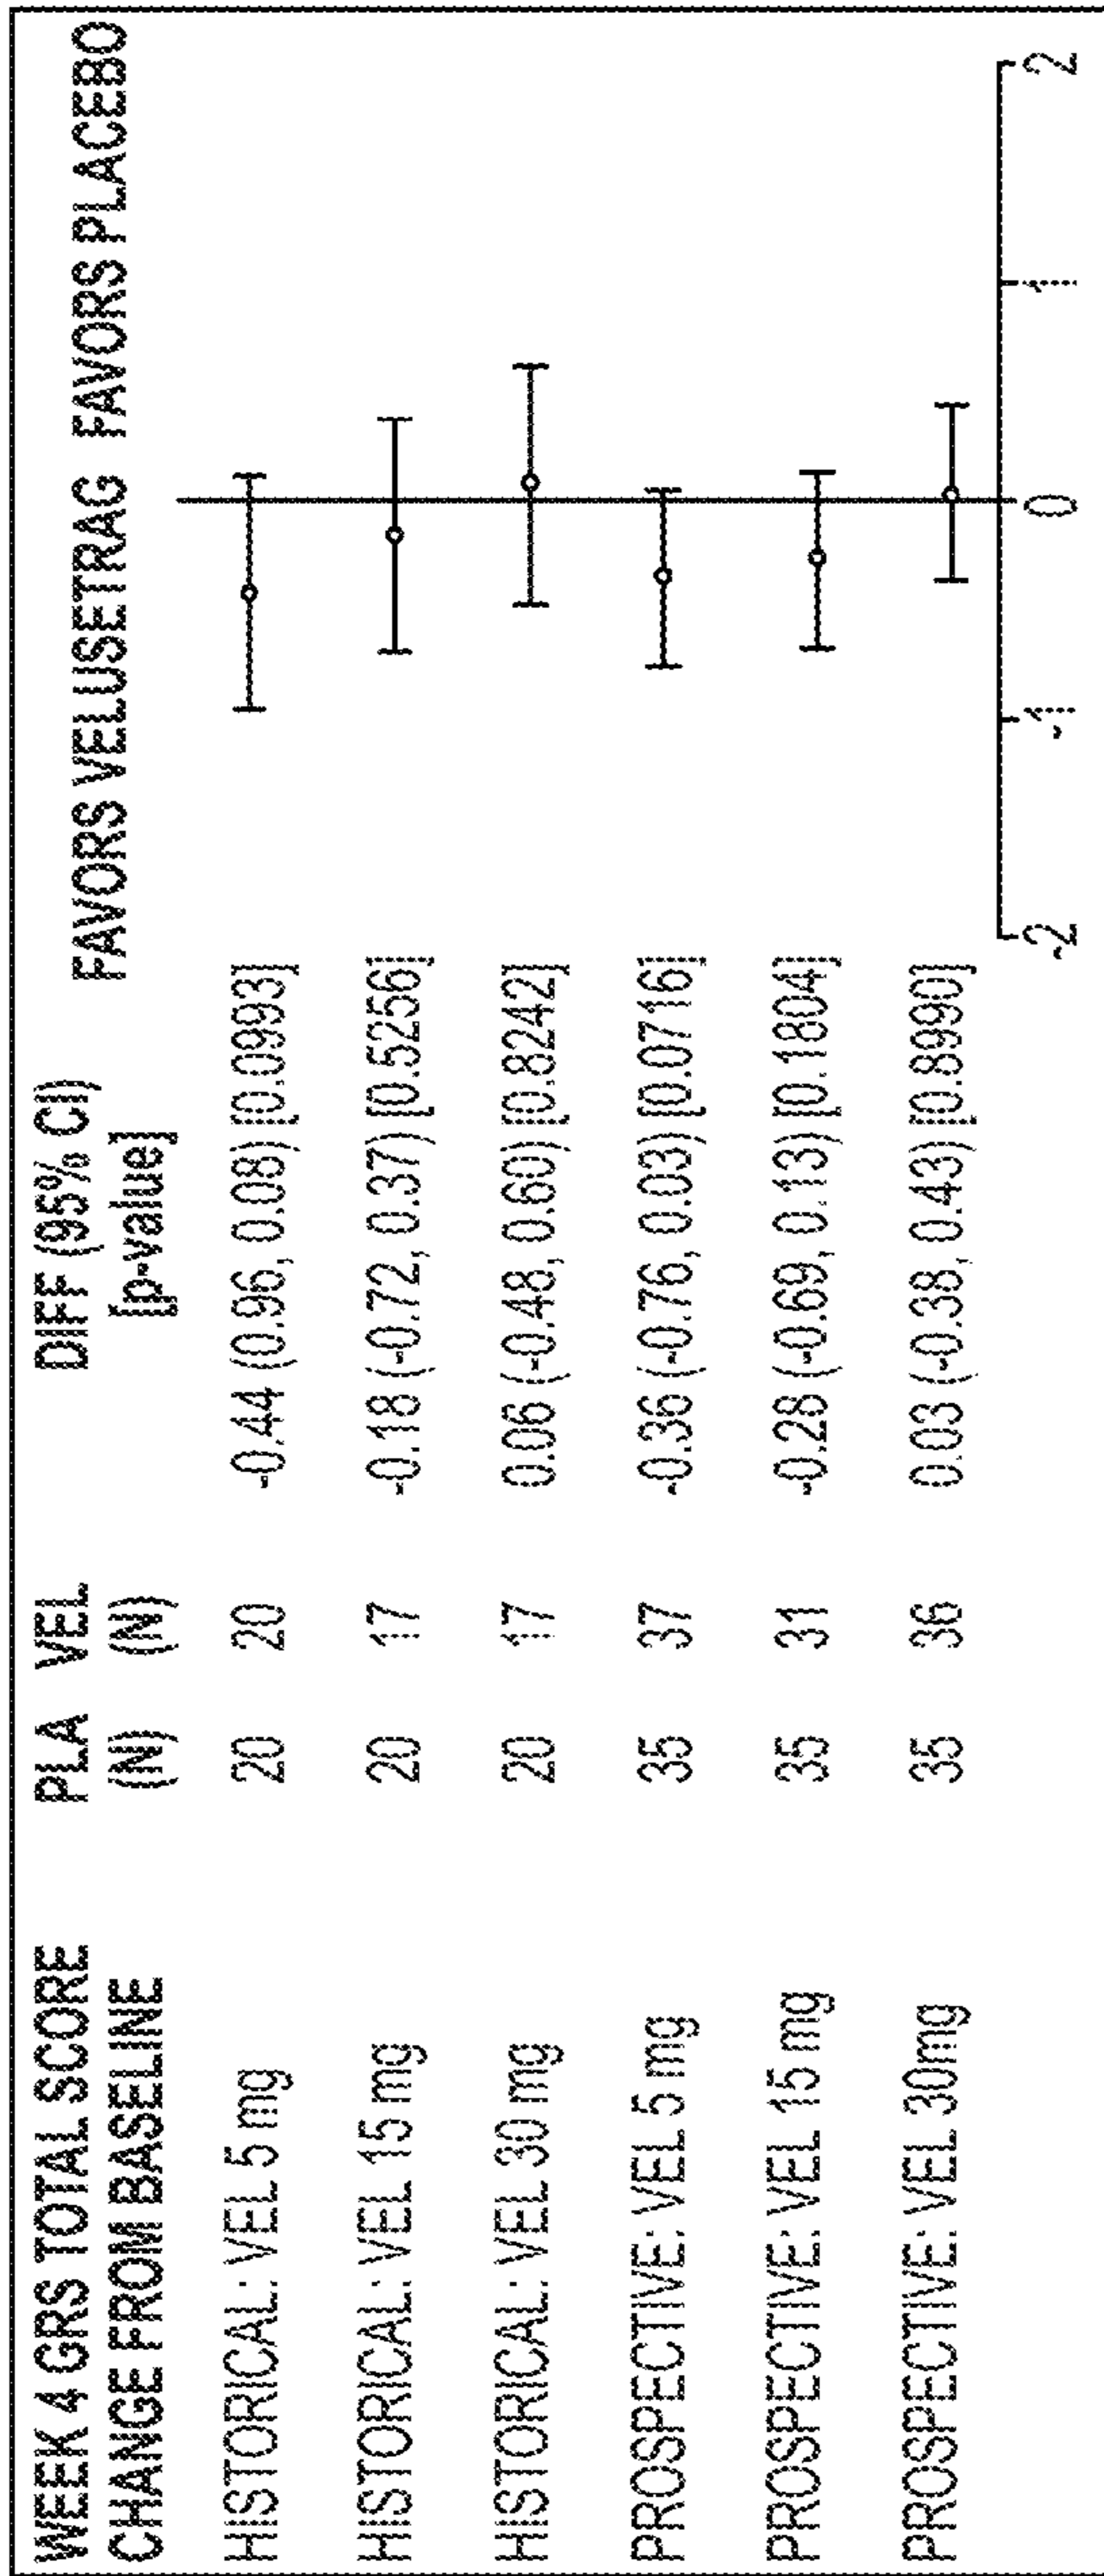 WEEK 4 GRS TOTAL SCORE PLA VEL DIFF (95% CI) FAVORS VELUSETRAG FAVORS PLACEBO
CHANGE FROM BASELINE (N) (N) [p-value]
HISTORICAL: VEL 5 mg 20 20 -0.44 (0.96, 0.08) [0.0993]
HISTORICAL: VEL 15 mg 20 17 -0.18 (-0.72, 0.37) [0.5256]
HISTORICAL: VEL 30 mg 20 17 0.06 (-0.48, 0.60) [0.8242]
PROSPECTIVE: VEL 5 mg 35 37 -0.36 (-0.76, 0.03) [0.0716]
PROSPECTIVE: VEL 15 mg 35 31 -0.28 (-0.69, 0.13) [0.1804]
PROSPECTIVE: VEL 30mg 35 36 0.03 (-0.38, 0.43) [0.8990]
-2 -1 0 1 2